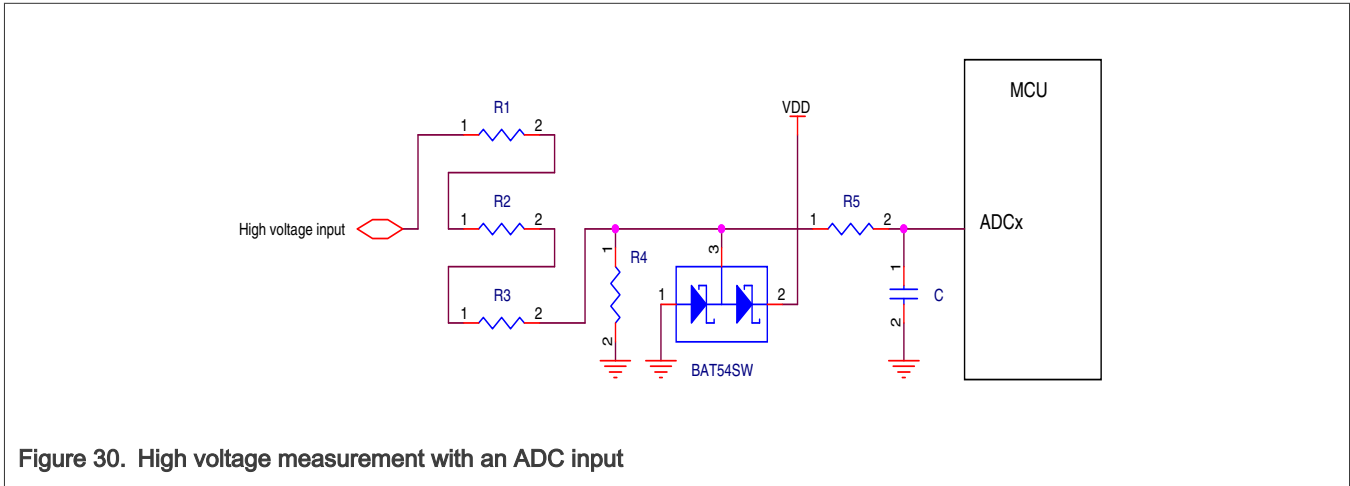 MCU
R1
VDD
1 2
R2
R5
1 2
1 2
High voltage input
ADCx
1
R4
3
1
R3
1 2
C
1 2
2
2
BAT54SW
Figure 30. High voltage measurement with an ADC input